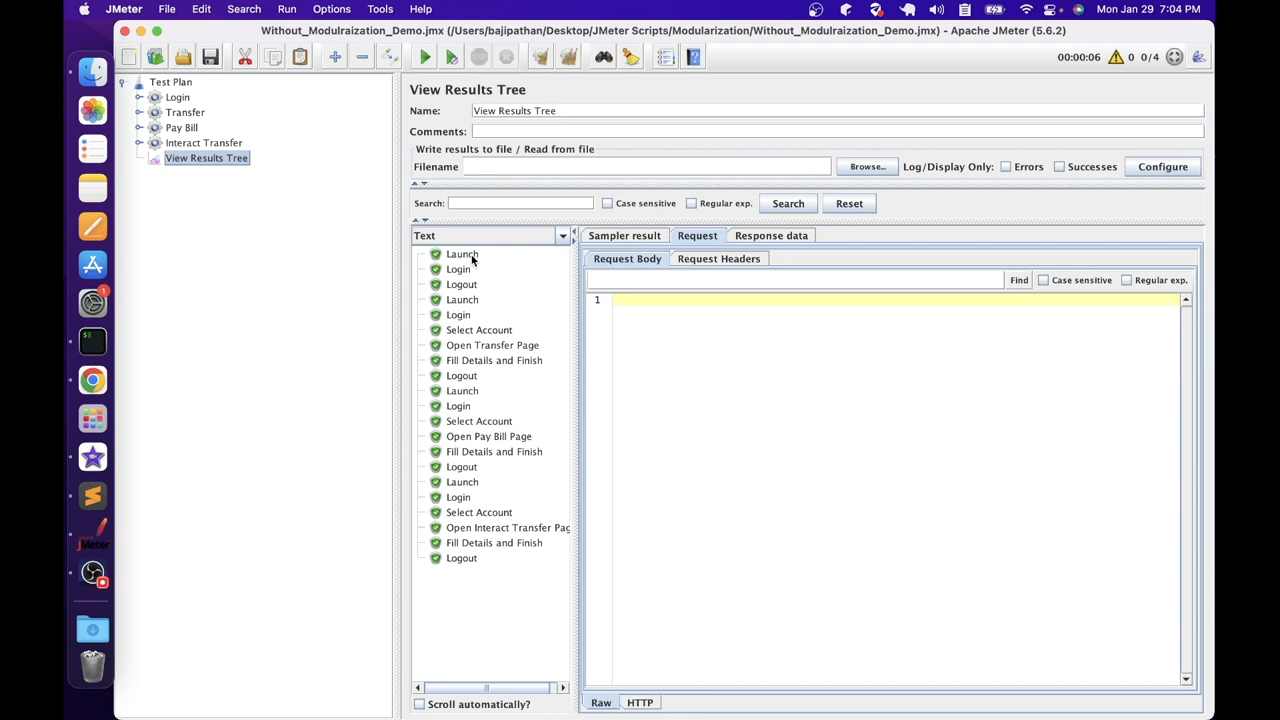 JMeter File Edit Search Run Options Tools Help Mon Jan 29 7:04 PM
Without_Modulraization_Demo.jmx (/Users/bajipathan/Desktop/JMeter Scripts/Modularization/Without_Modulraization_Demo.jmx) - Apache JMeter (5.6.2)
00:00:06 0 0/4
Test Plan
Login
Transfer
Pay Bill
Interact Transfer
View Results Tree
View Results Tree
Name: View Results Tree
Comments:
Write results to file / Read from file
Filename Browse... Log/Display Only: Errors Successes Configure
Search: Case sensitive Regular exp. Search Reset
Text
Launch
Login
Logout
Launch
Login
Select Account
Open Transfer Page
Fill Details and Finish
Logout
Launch
Login
Select Account
Open Pay Bill Page
Fill Details and Finish
Logout
Launch
Login
Select Account
Open Interact Transfer Pag
Fill Details and Finish
Logout
Scroll automatically?
Sampler result Request Response data
Request Body Request Headers
Find Case sensitive Regular exp.
1
Raw HTTP
1
$
JMeter